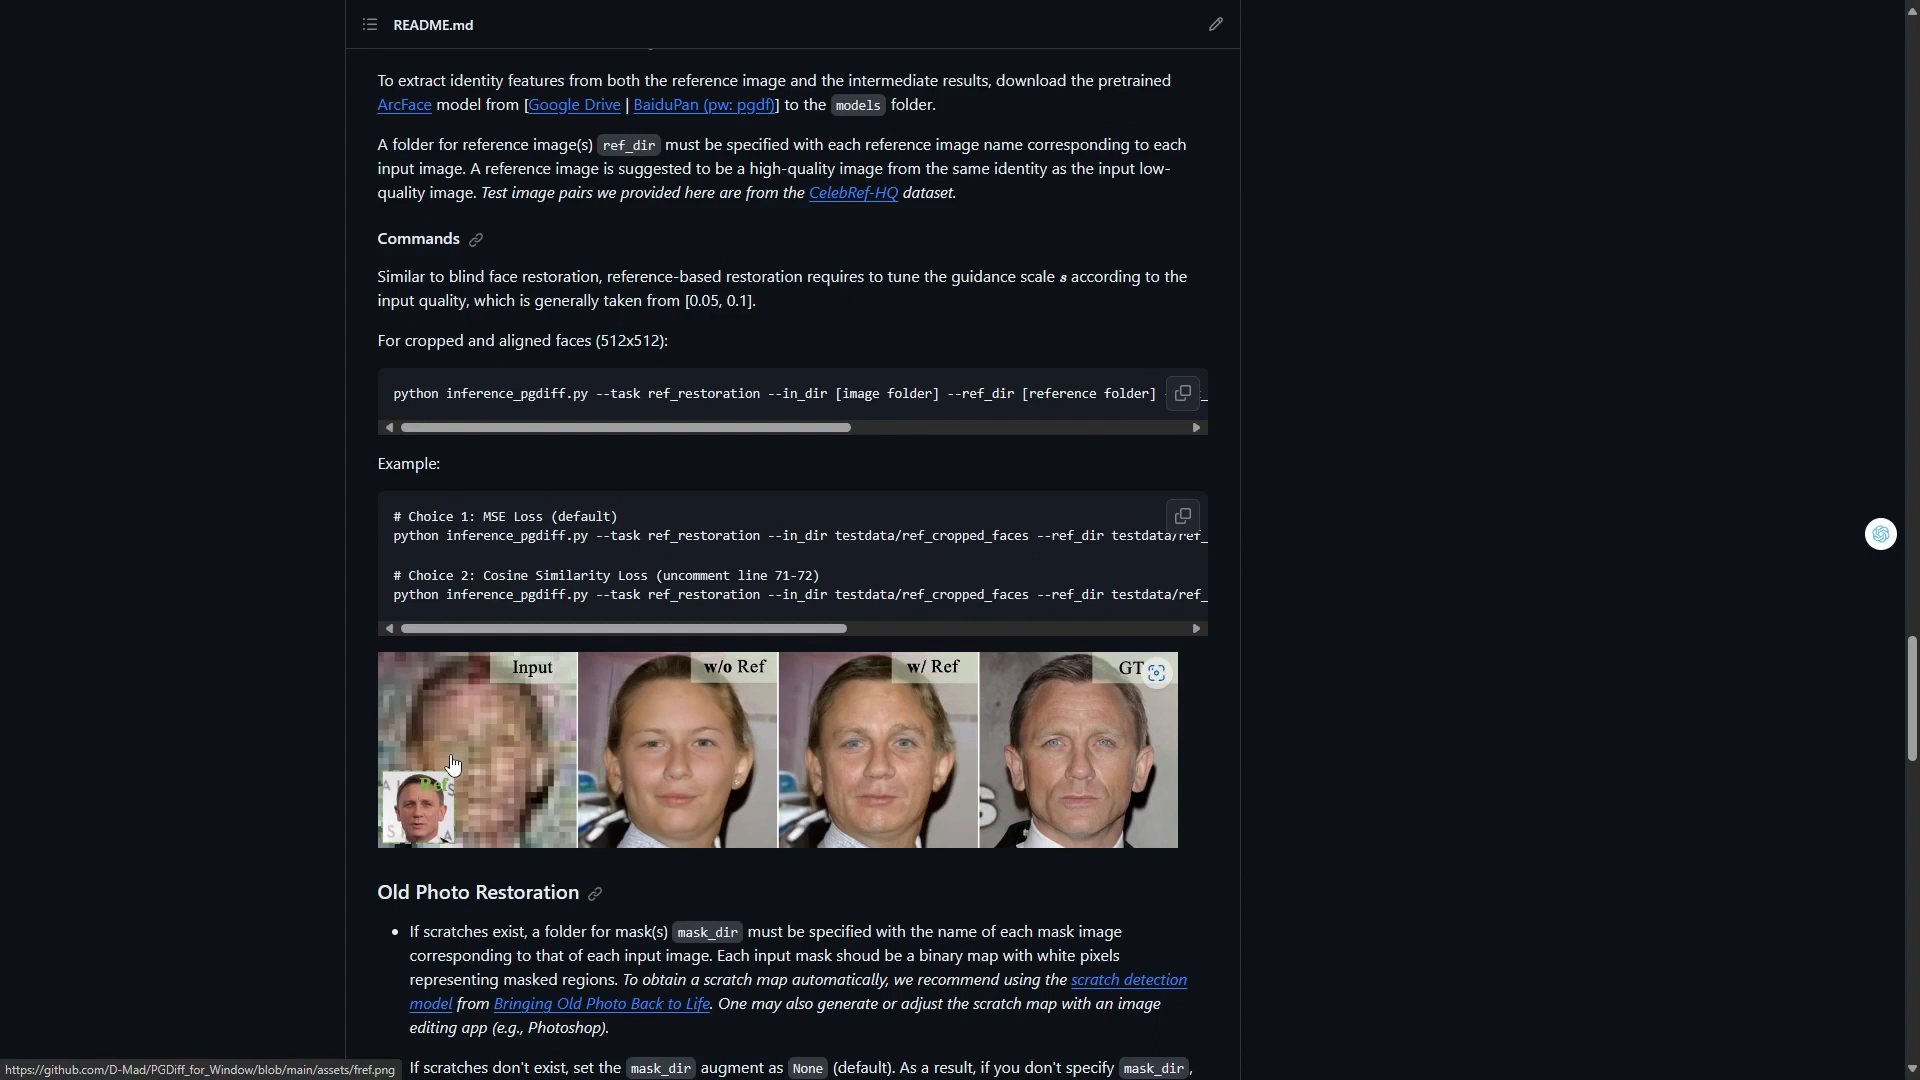 README.md
To extract identity features from both the reference image and the intermediate results, download the pretrained
ArcFace model from [Google Drive | BaiduPan (pw: pgdf)] to the models folder.
A folder for reference image(s) ref_dir must be specified with each reference image name corresponding to each
input image. A reference image is suggested to be a high-quality image from the same identity as the input low-
quality image. Test image pairs we provided here are from the CelebRef-HQ dataset.
Commands
Similar to blind face restoration, reference-based restoration requires to tune the guidance scale s according to the
input quality, which is generally taken from [0.05, 0.1].
For cropped and aligned faces (512x512):
python inference_pgdiff.py --task ref_restoration --in_dir [image folder] --ref_dir [reference folder]
Example:
# Choice 1: MSE Loss (default)
python inference_pgdiff.py --task ref_restoration --in_dir testdata/ref_cropped_faces --ref_dir testdata/ref_
# Choice 2: Cosine Similarity Loss (uncomment line 71-72)
python inference_pgdiff.py --task ref_restoration --in_dir testdata/ref_cropped_faces --ref_dir testdata/ref_
Input w/o Ref w/ Ref GT
Ref
Old Photo Restoration
• If scratches exist, a folder for mask(s) mask_dir must be specified with the name of each mask image
corresponding to that of each input image. Each input mask shoud be a binary map with white pixels
representing masked regions. To obtain a scratch map automatically, we recommend using the scratch detection
model from Bringing Old Photo Back to Life. One may also generate or adjust the scratch map with an image
editing app (e.g., Photoshop).
If scratches don't exist, set the mask_dir augment as None (default). As a result, if you don't specify mask_dir,
https://github.com/D-Mad/PGDiff_for_Window/blob/main/assets/fref.png